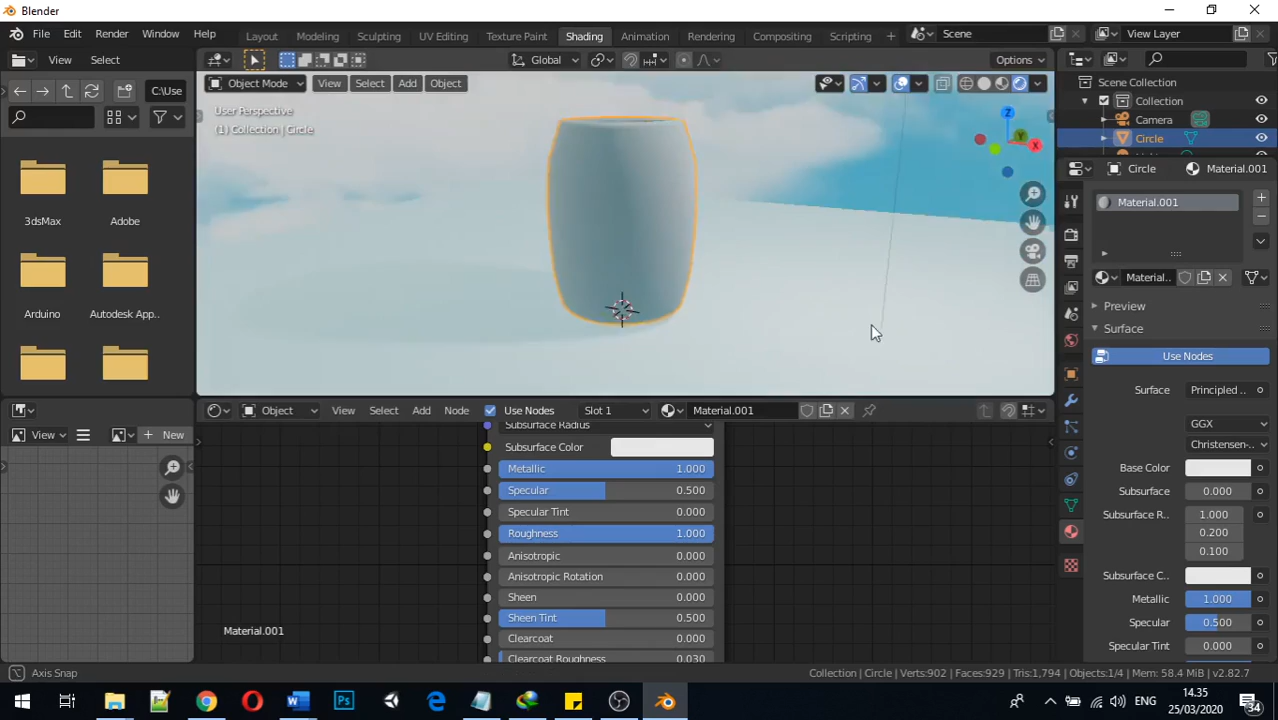 Blender
File Edit Render Window Help
Layout Modeling Sculpting UV Editing Texture Paint Shading Animation Rendering Compositing Scripting
Scene
View Layer
View Select
Global
Options
C:\Use
Object Mode View Select Add Object
User Perspective
(1) Collection | Circle
3dsMax
Adobe
Arduino
Autodesk App..
Scene Collection
Collection
Camera
Circle
Circle
Material.001
Material.001
Material..
Preview
Surface
Use Nodes
Surface
Principled ..
GGX
Christensen-..
Base Color
Subsurface 0.000
Subsurface R... 1.000
0.200
0.100
Subsurface C...
Metallic 1.000
Specular 0.500
Specular Tint 0.000
View
New
Object View Select Add Node Use Nodes Slot 1 Material.001
Subsurface Radius
Subsurface Color
Metallic 1.000
Specular 0.500
Specular Tint 0.000
Roughness 1.000
Anisotropic 0.000
Anisotropic Rotation 0.000
Sheen 0.000
Sheen Tint 0.500
Clearcoat 0.000
Clearcoat Roughness 0.030
Material.001
Axis Snap
Collection | Circle | Verts:902 | Faces:929 | Tris:1,794 | Objects:1/4 | Mem: 58.4 MiB | v2.82.7
ENG
14.35
25/03/2020
34